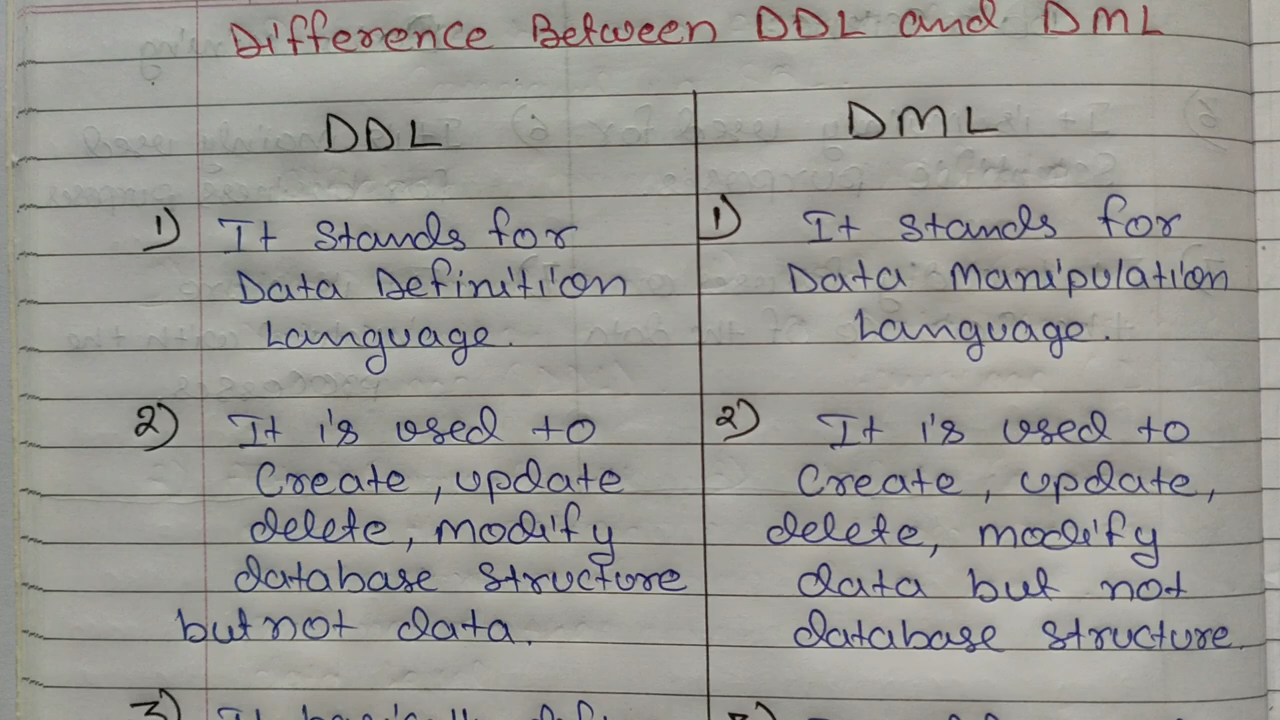 Difference Between DDL and DML
DDL
1) It stands for
Data Definition
Language.
2) It is used to
Create, update
delete, modify
database structure
but not data.
3) It
DML
1) It stands for
Data Manipulation
Language.
2) It is used to
Create, update,
delete, modify
data but not
database structure.